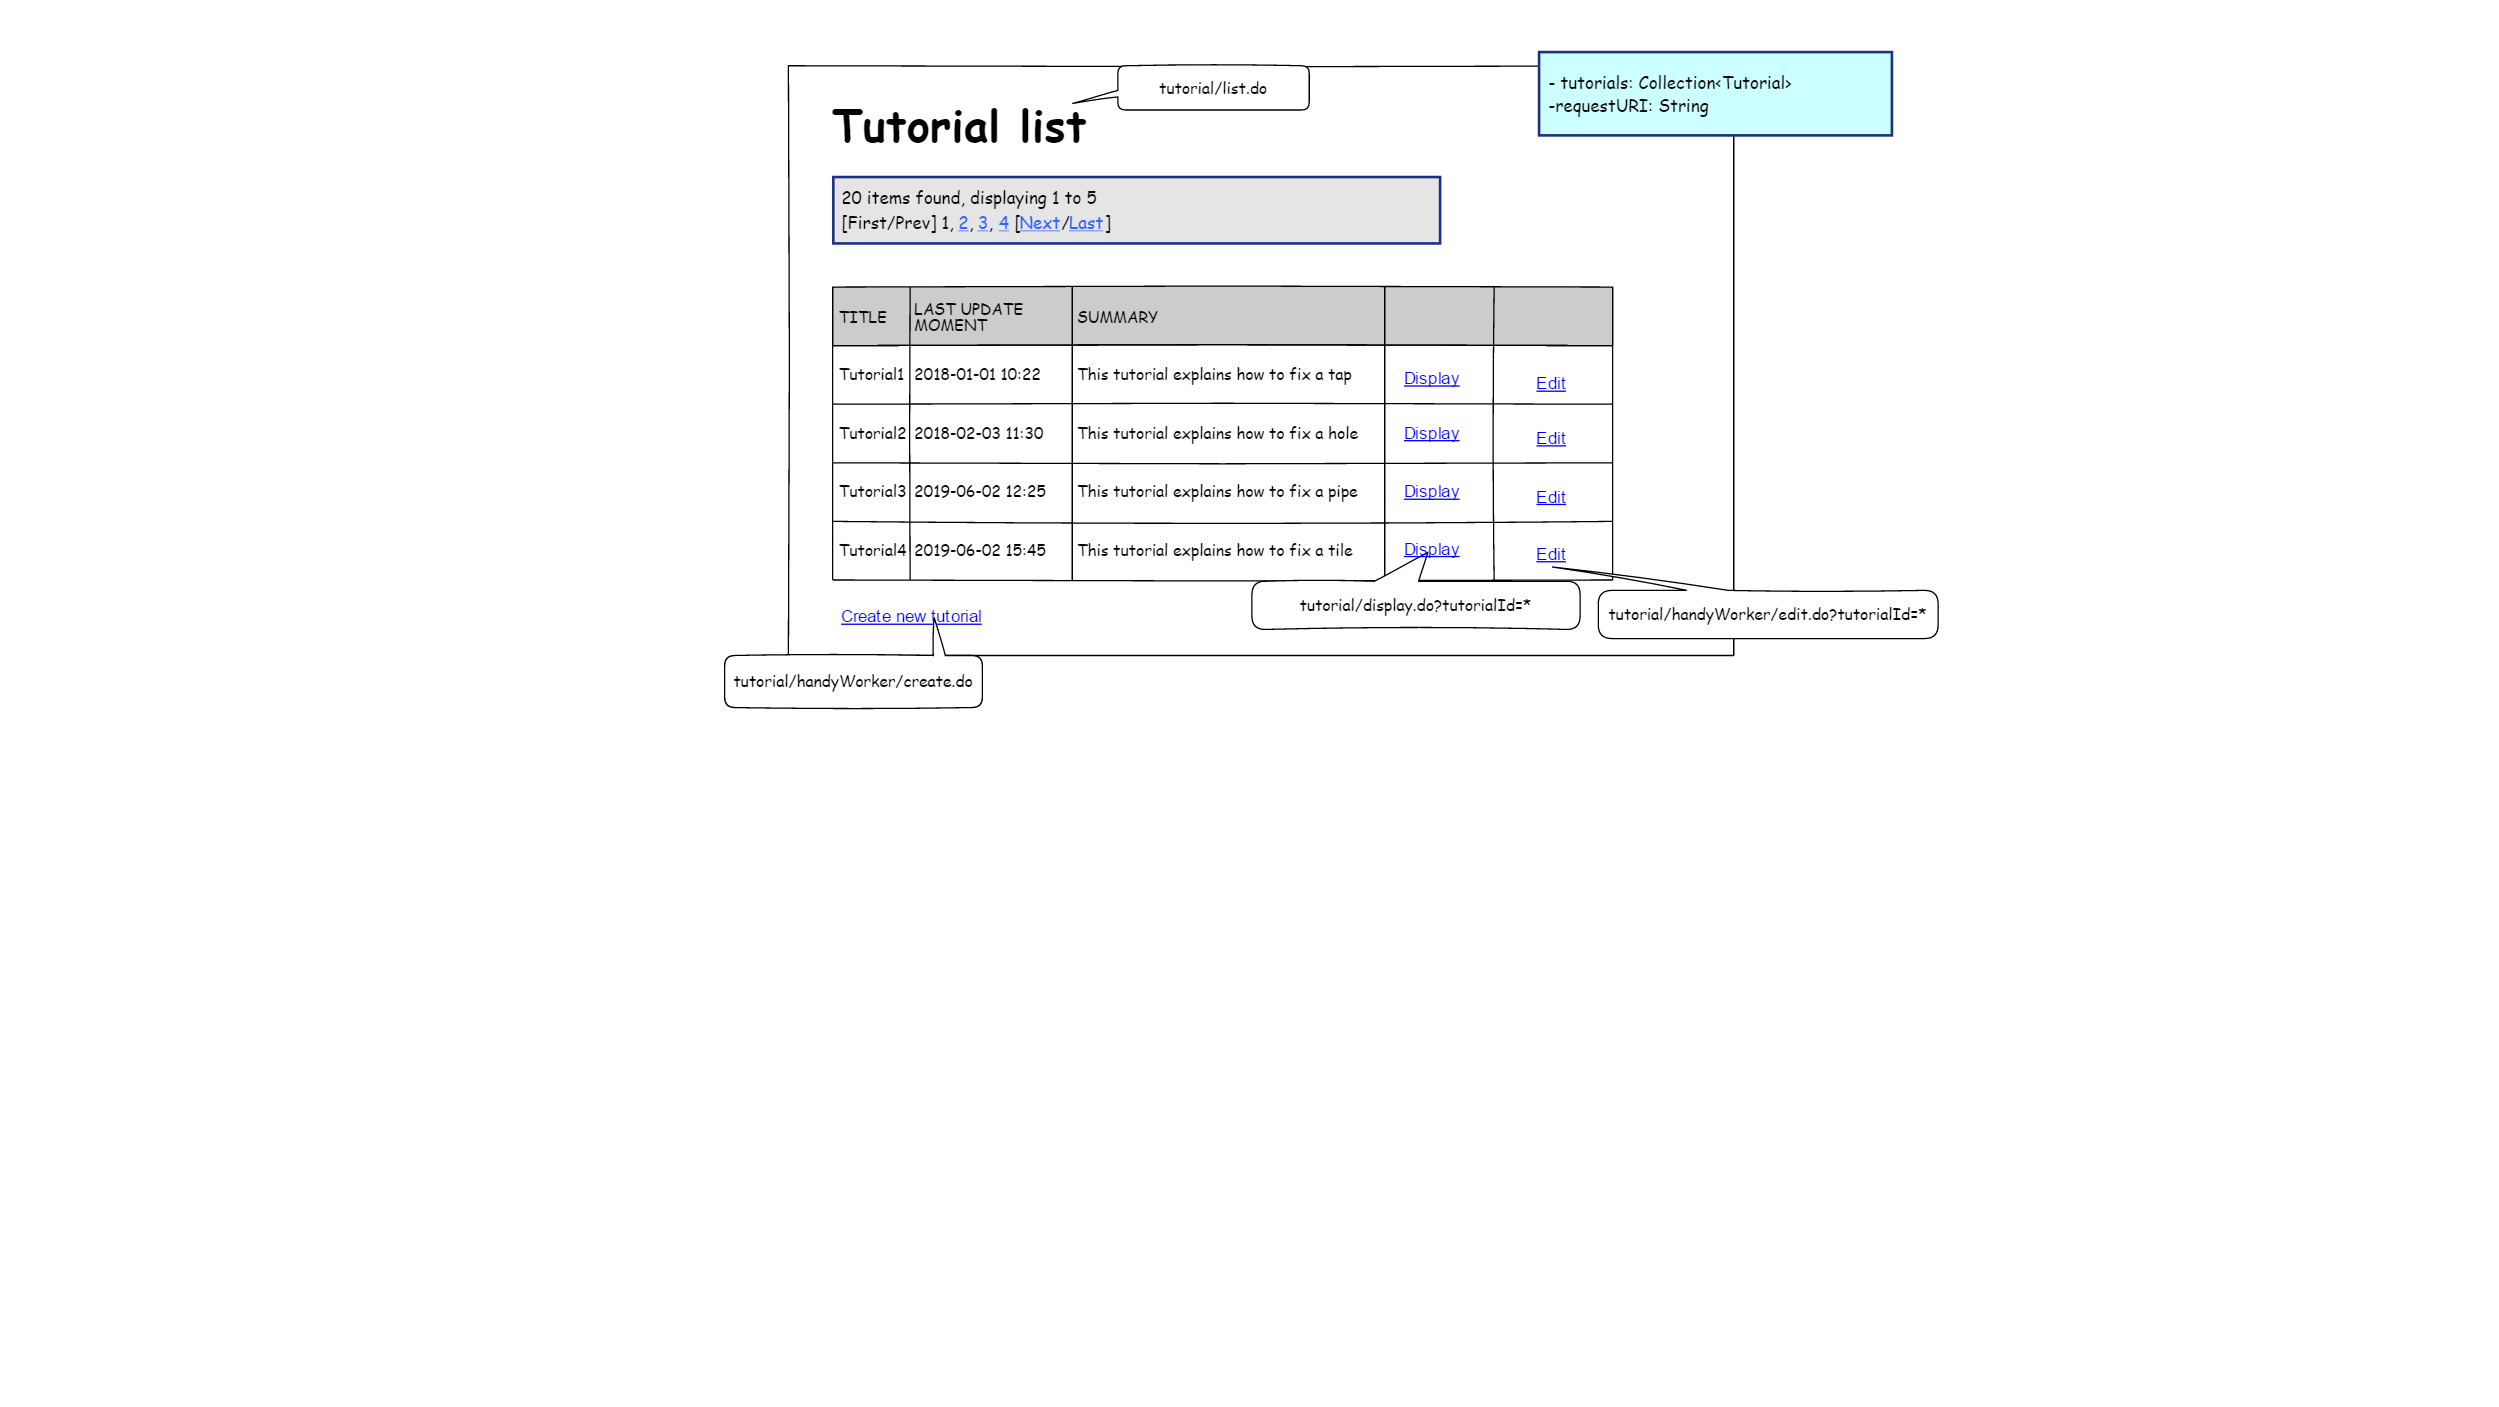 tutorial/list.do
- tutorials: Collection<Tutorial>
-requestURI: String
Tutorial list
20 items found, displaying 1 to 5
[First/Prev] 1, 2, 3, 4 [Next/Last]
TITLE LAST UPDATE MOMENT SUMMARY
Tutorial1 2018-01-01 10:22 This tutorial explains how to fix a tap Display Edit
Tutorial2 2018-02-03 11:30 This tutorial explains how to fix a hole Display Edit
Tutorial3 2019-06-02 12:25 This tutorial explains how to fix a pipe Display Edit
Tutorial4 2019-06-02 15:45 This tutorial explains how to fix a tile Display Edit
tutorial/display.do?tutorialId=*
tutorial/handyWorker/edit.do?tutorialId=*
Create new tutorial
tutorial/handyWorker/create.do